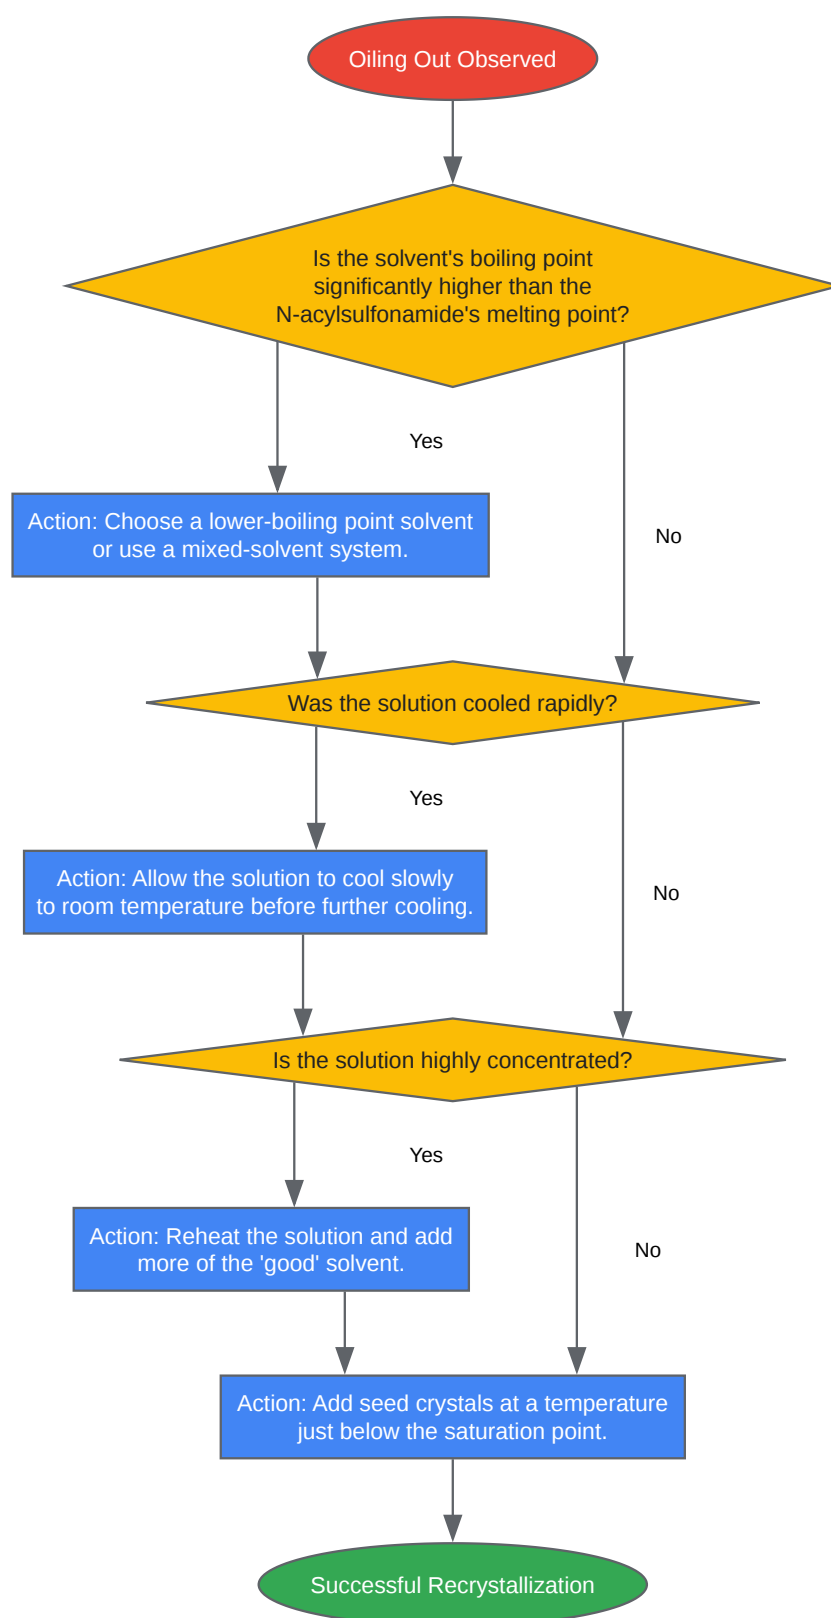 Oiling Out Observed
Is the solvent's boiling point
significantly higher than the
N-acylsulfonamide's melting point?
Yes
Action: Choose a lower-boiling point solvent
or use a mixed-solvent system.
No
Was the solution cooled rapidly?
Yes
Action: Allow the solution to cool slowly
to room temperature before further cooling.
No
Is the solution highly concentrated?
Yes
Action: Reheat the solution and add
more of the 'good' solvent.
No
Action: Add seed crystals at a temperature
just below the saturation point.
Successful Recrystallization